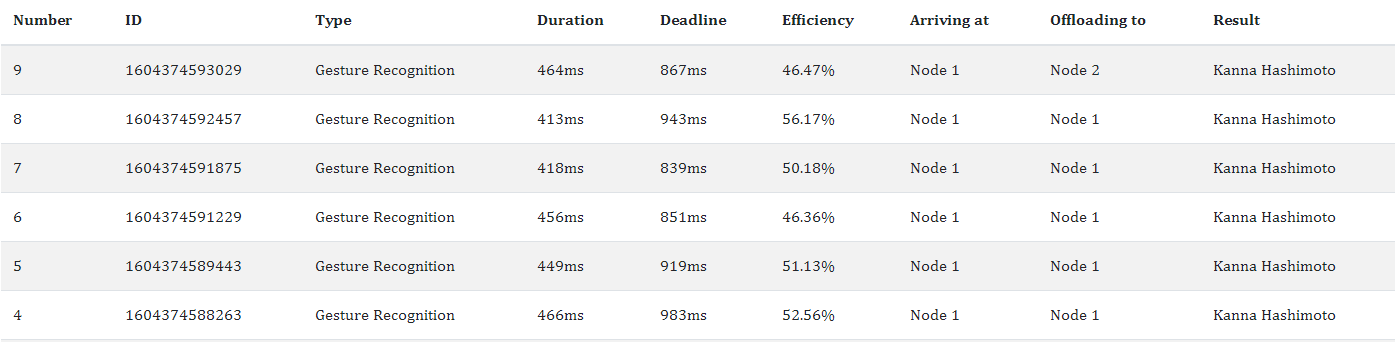 Number ID Type Duration Deadline Efficiency Arriving at Offloading to Result
9 1604374593029 Gesture Recognition 464ms 867ms 46.47% Node 1 Node 2 Kanna Hashimoto
8 1604374592457 Gesture Recognition 413ms 943ms 56.17% Node 1 Node 1 Kanna Hashimoto
7 1604374591875 Gesture Recognition 418ms 839ms 50.18% Node 1 Node 1 Kanna Hashimoto
6 1604374591229 Gesture Recognition 456ms 851ms 46.36% Node 1 Node 1 Kanna Hashimoto
5 1604374589443 Gesture Recognition 449ms 919ms 51.13% Node 1 Node 1 Kanna Hashimoto
4 1604374588263 Gesture Recognition 466ms 983ms 52.56% Node 1 Node 1 Kanna Hashimoto